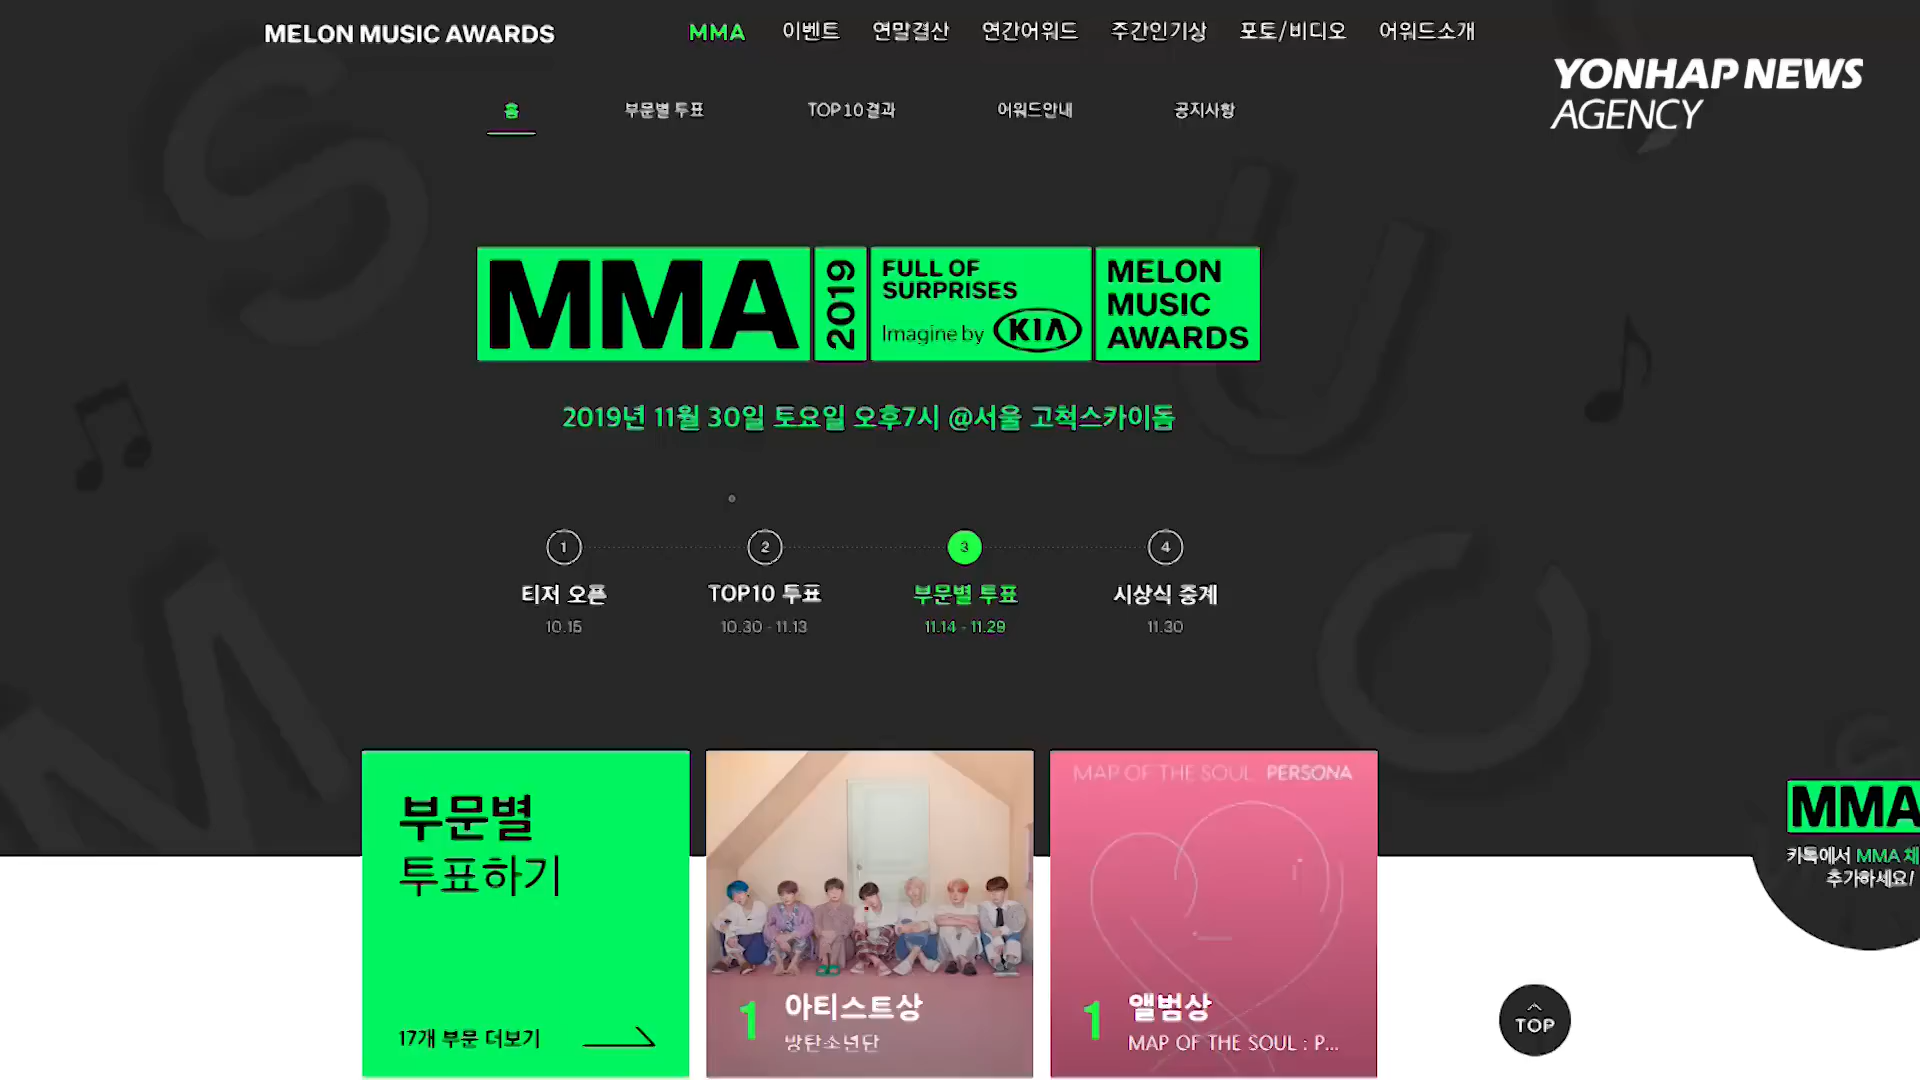 MELON MUSIC AWARDS
MMA 이벤트 연말결산 연간어워드 주간인기상 포토/비디오 어워드소개
YONHAP NEWS
AGENCY
홈 부문별 투표 TOP10결과 어워드안내 공지사항
MMA
2019
FULL OF
SURPRISES
Imagine by KIA
MELON
MUSIC
AWARDS
2019년 11월 30일 토요일 오후7시 @서울 고척스카이돔
1 2 3 4
티저 오픈 TOP10 투표 부문별 투표 시상식 중계
10.15 10.30 - 11.13 11.14 - 11.29 11.30
부문별
투표하기
17개 부문 더보기
1 아티스트상
방탄소년단
MAP OF THE SOUL PERSONA
1 앨범상
MAP OF THE SOUL : P...
MMA
카톡에서 MMA 채
추가하세요!
TOP
S U M C